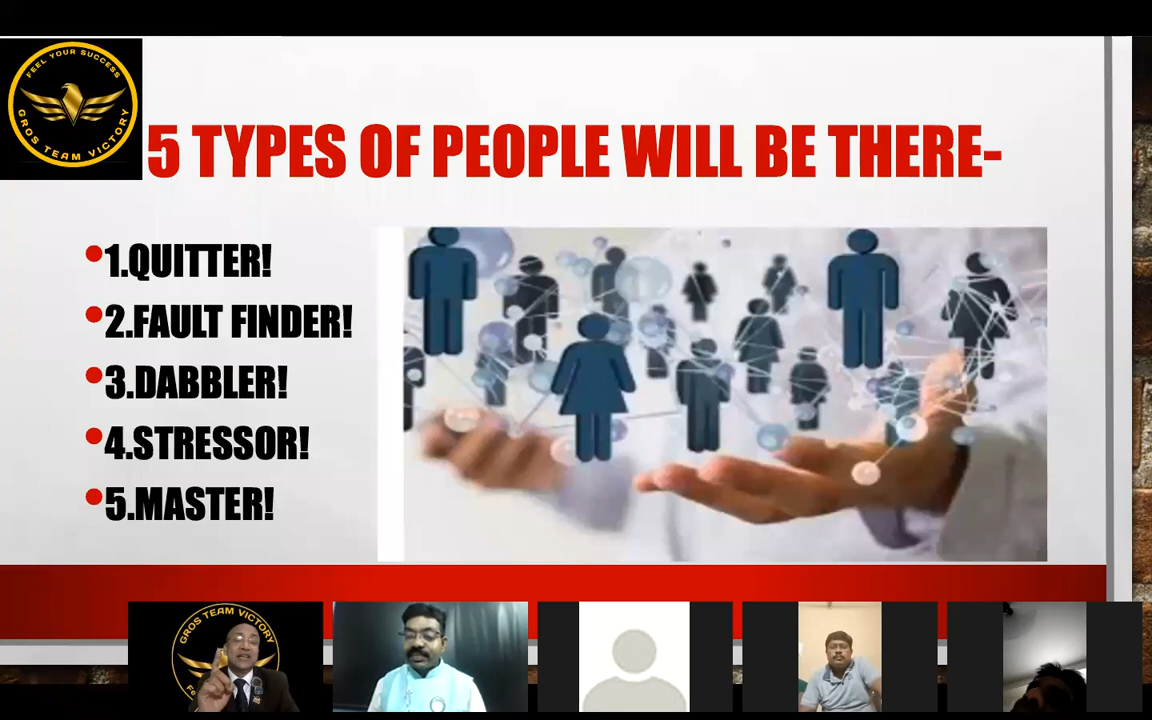 FEEL YOUR SUCCESS
GROS TEAM VICTORY
5 TYPES OF PEOPLE WILL BE THERE-
•1.QUITTER!
•2.FAULT FINDER!
•3.DABBLER!
•4.STRESSOR!
•5.MASTER!
GROS TEAM VICTORY